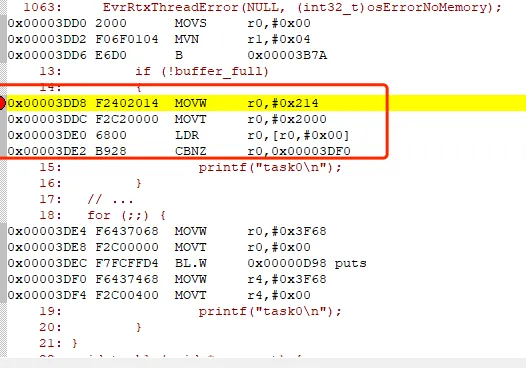 1063: EvrRtxThreadError(NULL, (int32_t)osErrorNoMemory);
0x00003DD0 2000 MOVS r0,#0x00
0x00003DD2 F06F0104 MVN r1,#0x04
0x00003DD6 E6D0 B 0x00003B7A
13: if (!buffer_full)
14: {
0x00003DD8 F2402014 MOVW r0,#0x214
0x00003DDC F2C20000 MOVT r0,#0x2000
0x00003DE0 6800 LDR r0,[r0,#0x00]
0x00003DE2 B928 CBNZ r0,0x00003DF0
15: printf("task0\n");
16: }
17: // ...
18: for (;;) {
0x00003DE4 F6437068 MOVW r0,#0x3F68
0x00003DE8 F2C00000 MOVT r0,#0x00
0x00003DEC F7FCFFD4 BL.W 0x00000D98 puts
0x00003DF0 F6437468 MOVW r4,#0x3F68
0x00003DF4 F2C00400 MOVT r4,#0x00
19: printf("task0\n");
20: }
21: }